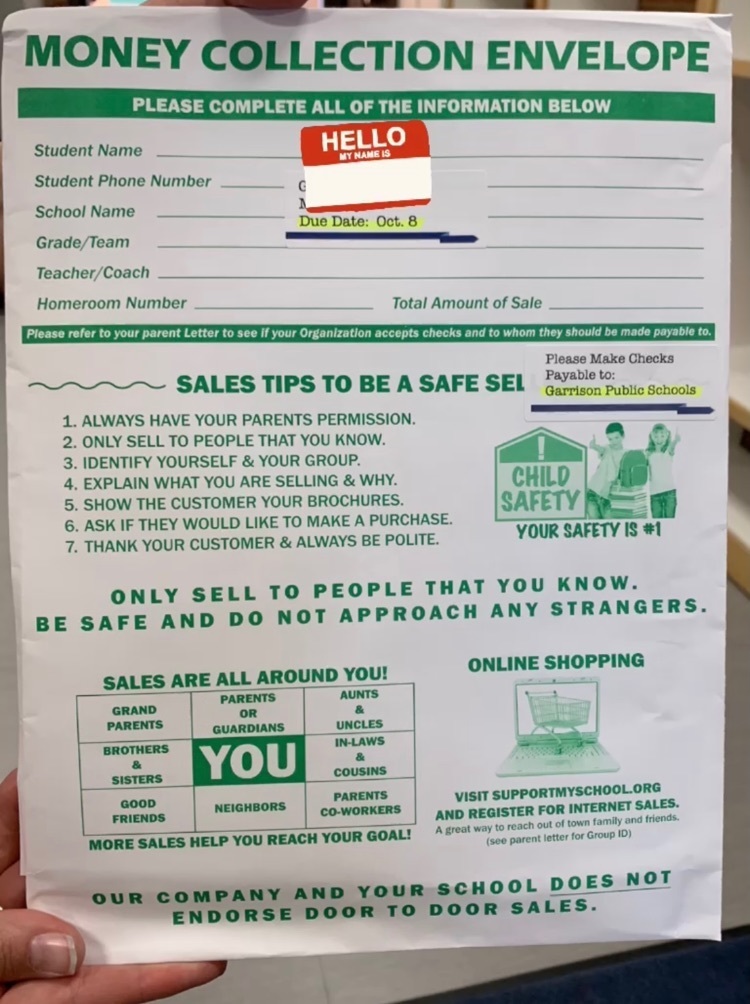 MONEY COLLECTION ENVELOPE
PLEASE COMPLETE ALL OF THE INFORMATION BELOW
Student Name
HELLO
MY NAME IS
Student Phone Number
School Name
Due Date: Oct. 8
Grade/Team
Teacher/Coach
Homeroom Number
Total Amount of Sale
Please refer to your parent Letter to see if your Organization accepts checks and to whom they should be made payable to.
Please Make Checks
Payable to:
Garrison Public Schools
SALES TIPS TO BE A SAFE SEL
1. ALWAYS HAVE YOUR PARENTS PERMISSION.
2. ONLY SELL TO PEOPLE THAT YOU KNOW.
3. IDENTIFY YOURSELF & YOUR GROUP.
4. EXPLAIN WHAT YOU ARE SELLING & WHY.
5. SHOW THE CUSTOMER YOUR BROCHURES.
6. ASK IF THEY WOULD LIKE TO MAKE A PURCHASE.
7. THANK YOUR CUSTOMER & ALWAYS BE POLITE.
!
CHILD
SAFETY
YOUR SAFETY IS #1
ONLY SELL TO PEOPLE THAT YOU KNOW.
BE SAFE AND DO NOT APPROACH ANY STRANGERS.
SALES ARE ALL AROUND YOU!
GRAND
PARENTS
PARENTS
OR
GUARDIANS
AUNTS
&
UNCLES
BROTHERS
&
SISTERS
YOU
IN-LAWS
&
COUSINS
GOOD
FRIENDS
NEIGHBORS
PARENTS
CO-WORKERS
MORE SALES HELP YOU REACH YOUR GOAL!
ONLINE SHOPPING
VISIT SUPPORTMYSCHOOL.ORG
AND REGISTER FOR INTERNET SALES.
A great way to reach out of town family and friends.
(see parent letter for Group ID)
OUR COMPANY AND YOUR SCHOOL DOES NOT
ENDORSE DOOR TO DOOR SALES.